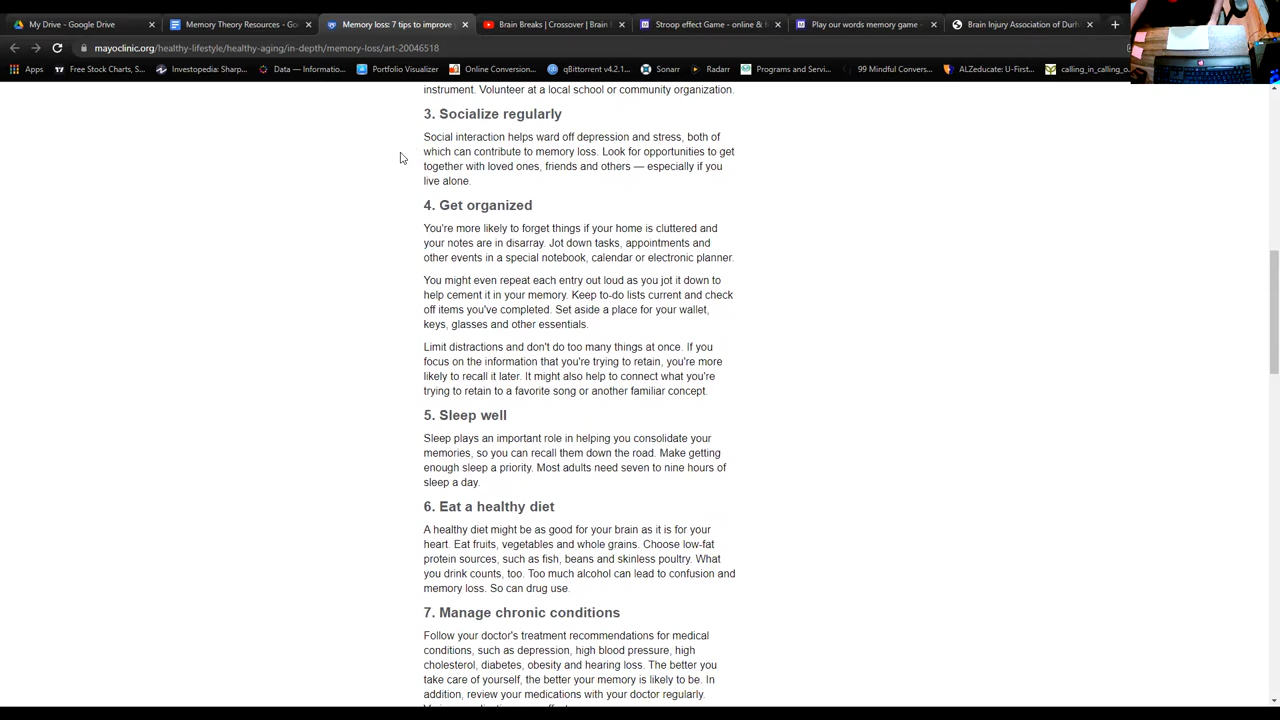 My Drive - Google Drive
Memory Theory Resources - Go
Memory loss: 7 tips to improve
Brain Breaks | Crossover | Brain
Stroop effect Game - online &
Play our words memory game
Brain Injury Association of Durh
mayoclinic.org/healthy-lifestyle/healthy-aging/in-depth/memory-loss/art-20046518
Apps
Free Stock Charts, S...
Investopedia: Sharp...
Data — Informatio...
Portfolio Visualizer
Online Conversion...
qBittorrent v4.2.1...
Sonarr
Radarr
Programs and Servi...
99 Mindful Convers...
ALZeducate: U-First...
calling_in_calling_o...
instrument. Volunteer at a local school or community organization.
3. Socialize regularly
Social interaction helps ward off depression and stress, both of
which can contribute to memory loss. Look for opportunities to get
together with loved ones, friends and others — especially if you
live alone.
4. Get organized
You're more likely to forget things if your home is cluttered and
your notes are in disarray. Jot down tasks, appointments and
other events in a special notebook, calendar or electronic planner.
You might even repeat each entry out loud as you jot it down to
help cement it in your memory. Keep to-do lists current and check
off items you've completed. Set aside a place for your wallet,
keys, glasses and other essentials.
Limit distractions and don't do too many things at once. If you
focus on the information that you're trying to retain, you're more
likely to recall it later. It might also help to connect what you're
trying to retain to a favorite song or another familiar concept.
5. Sleep well
Sleep plays an important role in helping you consolidate your
memories, so you can recall them down the road. Make getting
enough sleep a priority. Most adults need seven to nine hours of
sleep a day.
6. Eat a healthy diet
A healthy diet might be as good for your brain as it is for your
heart. Eat fruits, vegetables and whole grains. Choose low-fat
protein sources, such as fish, beans and skinless poultry. What
you drink counts, too. Too much alcohol can lead to confusion and
memory loss. So can drug use.
7. Manage chronic conditions
Follow your doctor's treatment recommendations for medical
conditions, such as depression, high blood pressure, high
cholesterol, diabetes, obesity and hearing loss. The better you
take care of yourself, the better your memory is likely to be. In
addition, review your medications with your doctor regularly.